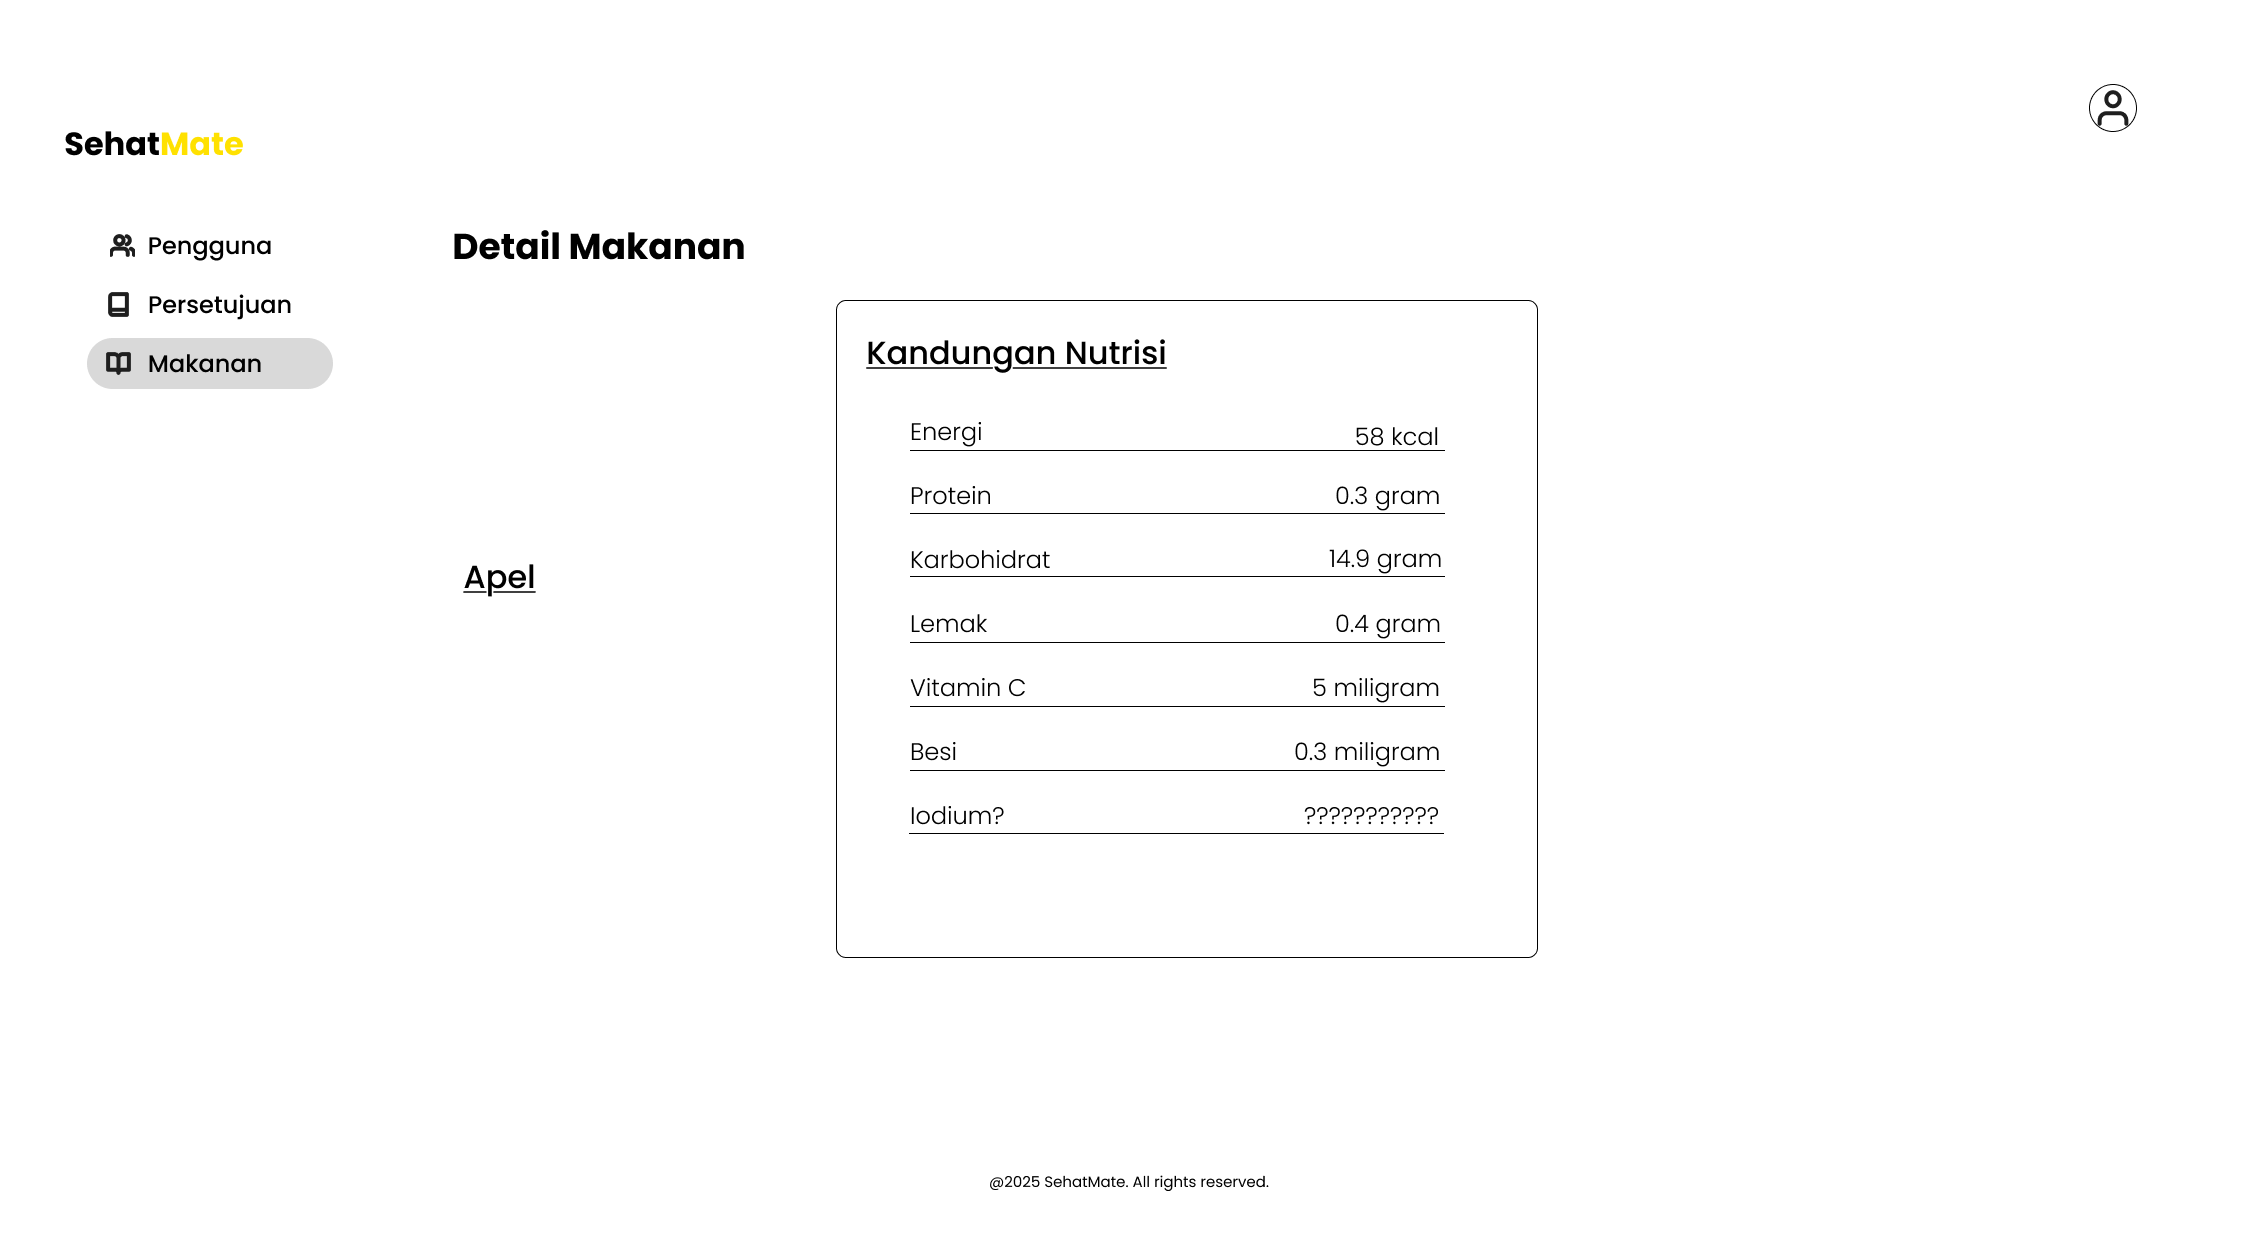 SehatMate
Pengguna
Persetujuan
Makanan
Detail Makanan
Apel
Kandungan Nutrisi
Energi 58 kcal
Protein 0.3 gram
Karbohidrat 14.9 gram
Lemak 0.4 gram
Vitamin C 5 miligram
Besi 0.3 miligram
Iodium? ???????????
@2025 SehatMate. All rights reserved.